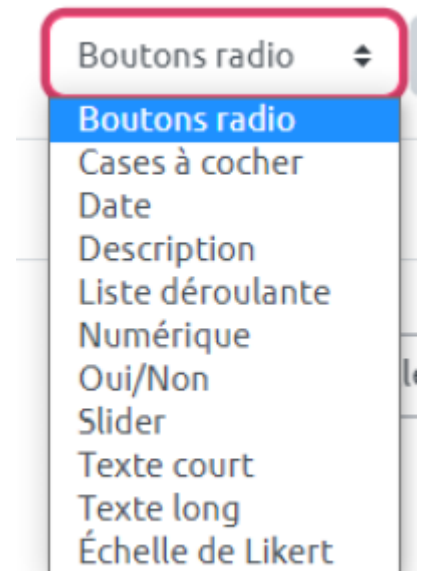 Boutons radio
Boutons radio
Cases à cocher
Date
Description
Liste déroulante
Numérique
Oui/Non
Slider
Texte court
Texte long
Échelle de Likert